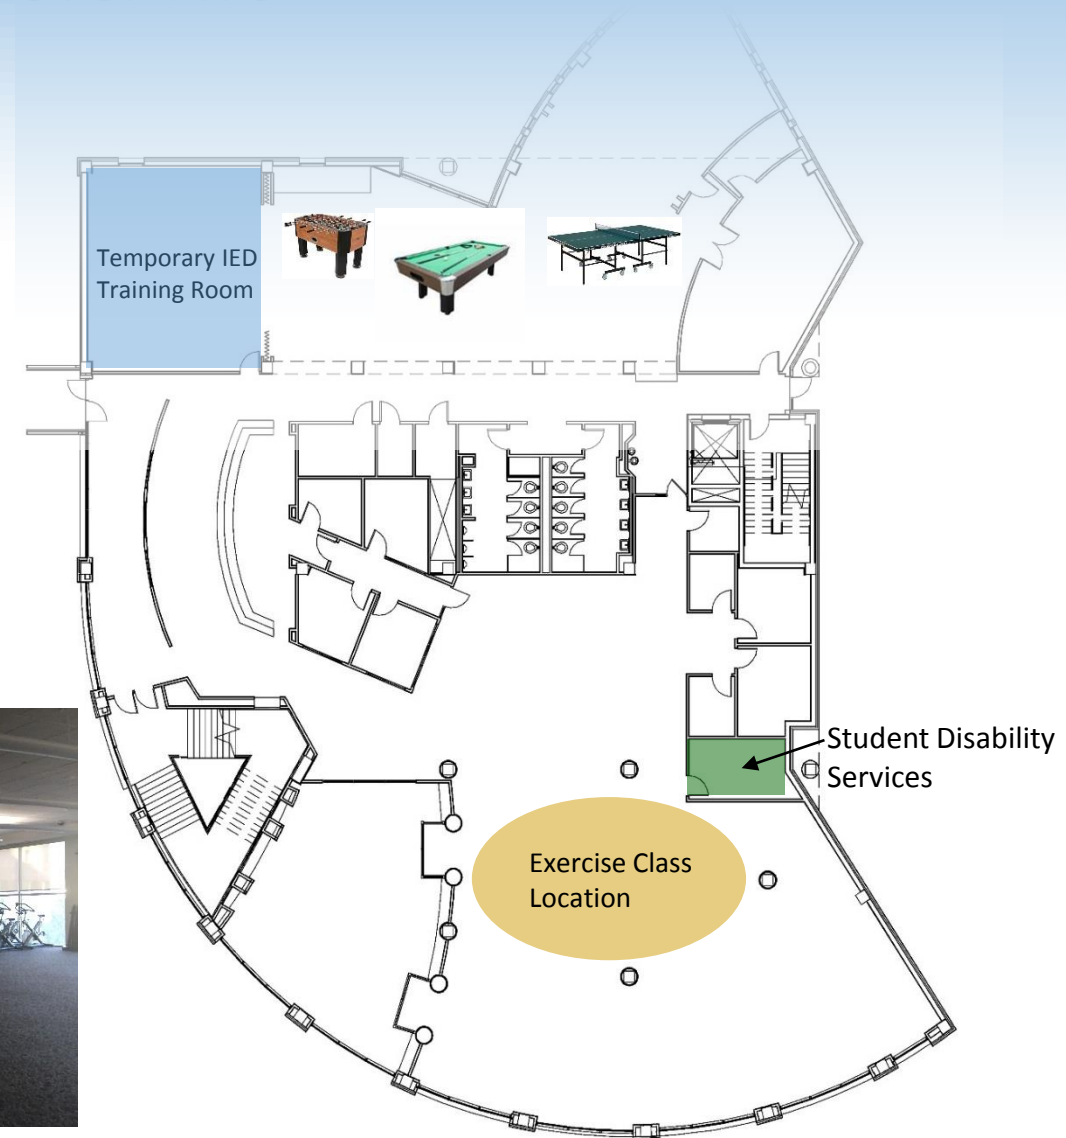 Temporary IED
Training Room
Student Disability
Services
Exercise Class
Location